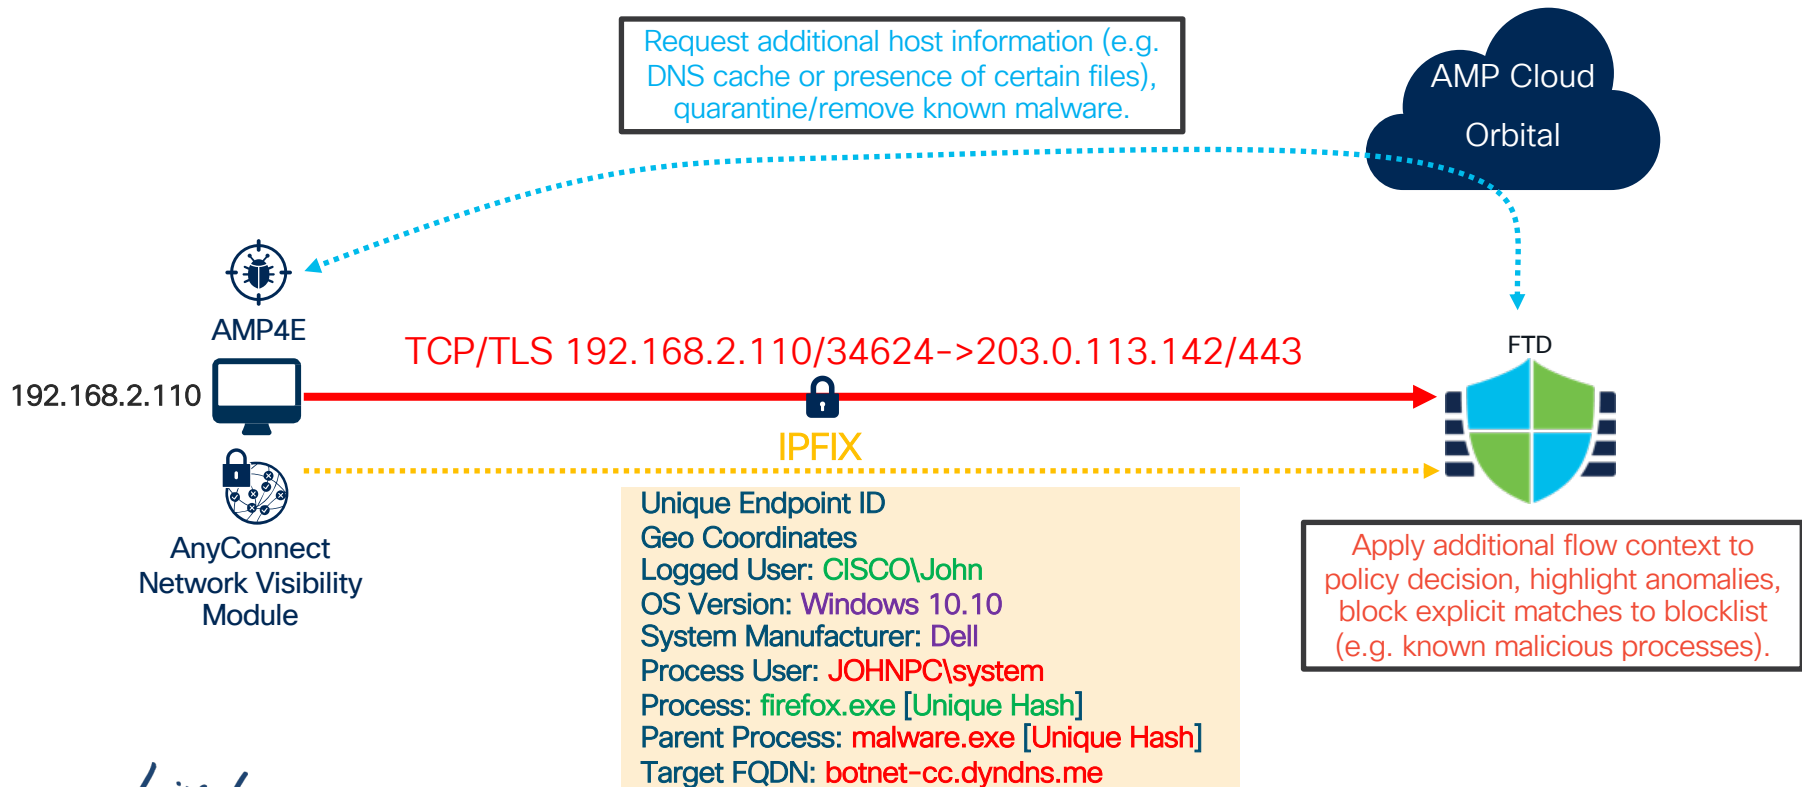 Request additional host information (e.g.
DNS cache or presence of certain files),
quarantine/remove known malware.
AMP Cloud
Orbital
AMP4E
TCP/TLS 192.168.2.110/34624->203.0.113.142/443
FTD
192.168.2.110
IPFIX
AnyConnect
Network Visibility
Module
Unique Endpoint ID
Geo Coordinates
Logged User: CISCO\John
OS Version: Windows 10.10
System Manufacturer: Dell
Process User: JOHNPC\system
Process: firefox.exe [Unique Hash]
Parent Process: malware.exe [Unique Hash]
Target FQDN: botnet-cc.dyndns.me
Apply additional flow context to
policy decision, highlight anomalies,
block explicit matches to blocklist
(e.g. known malicious processes).